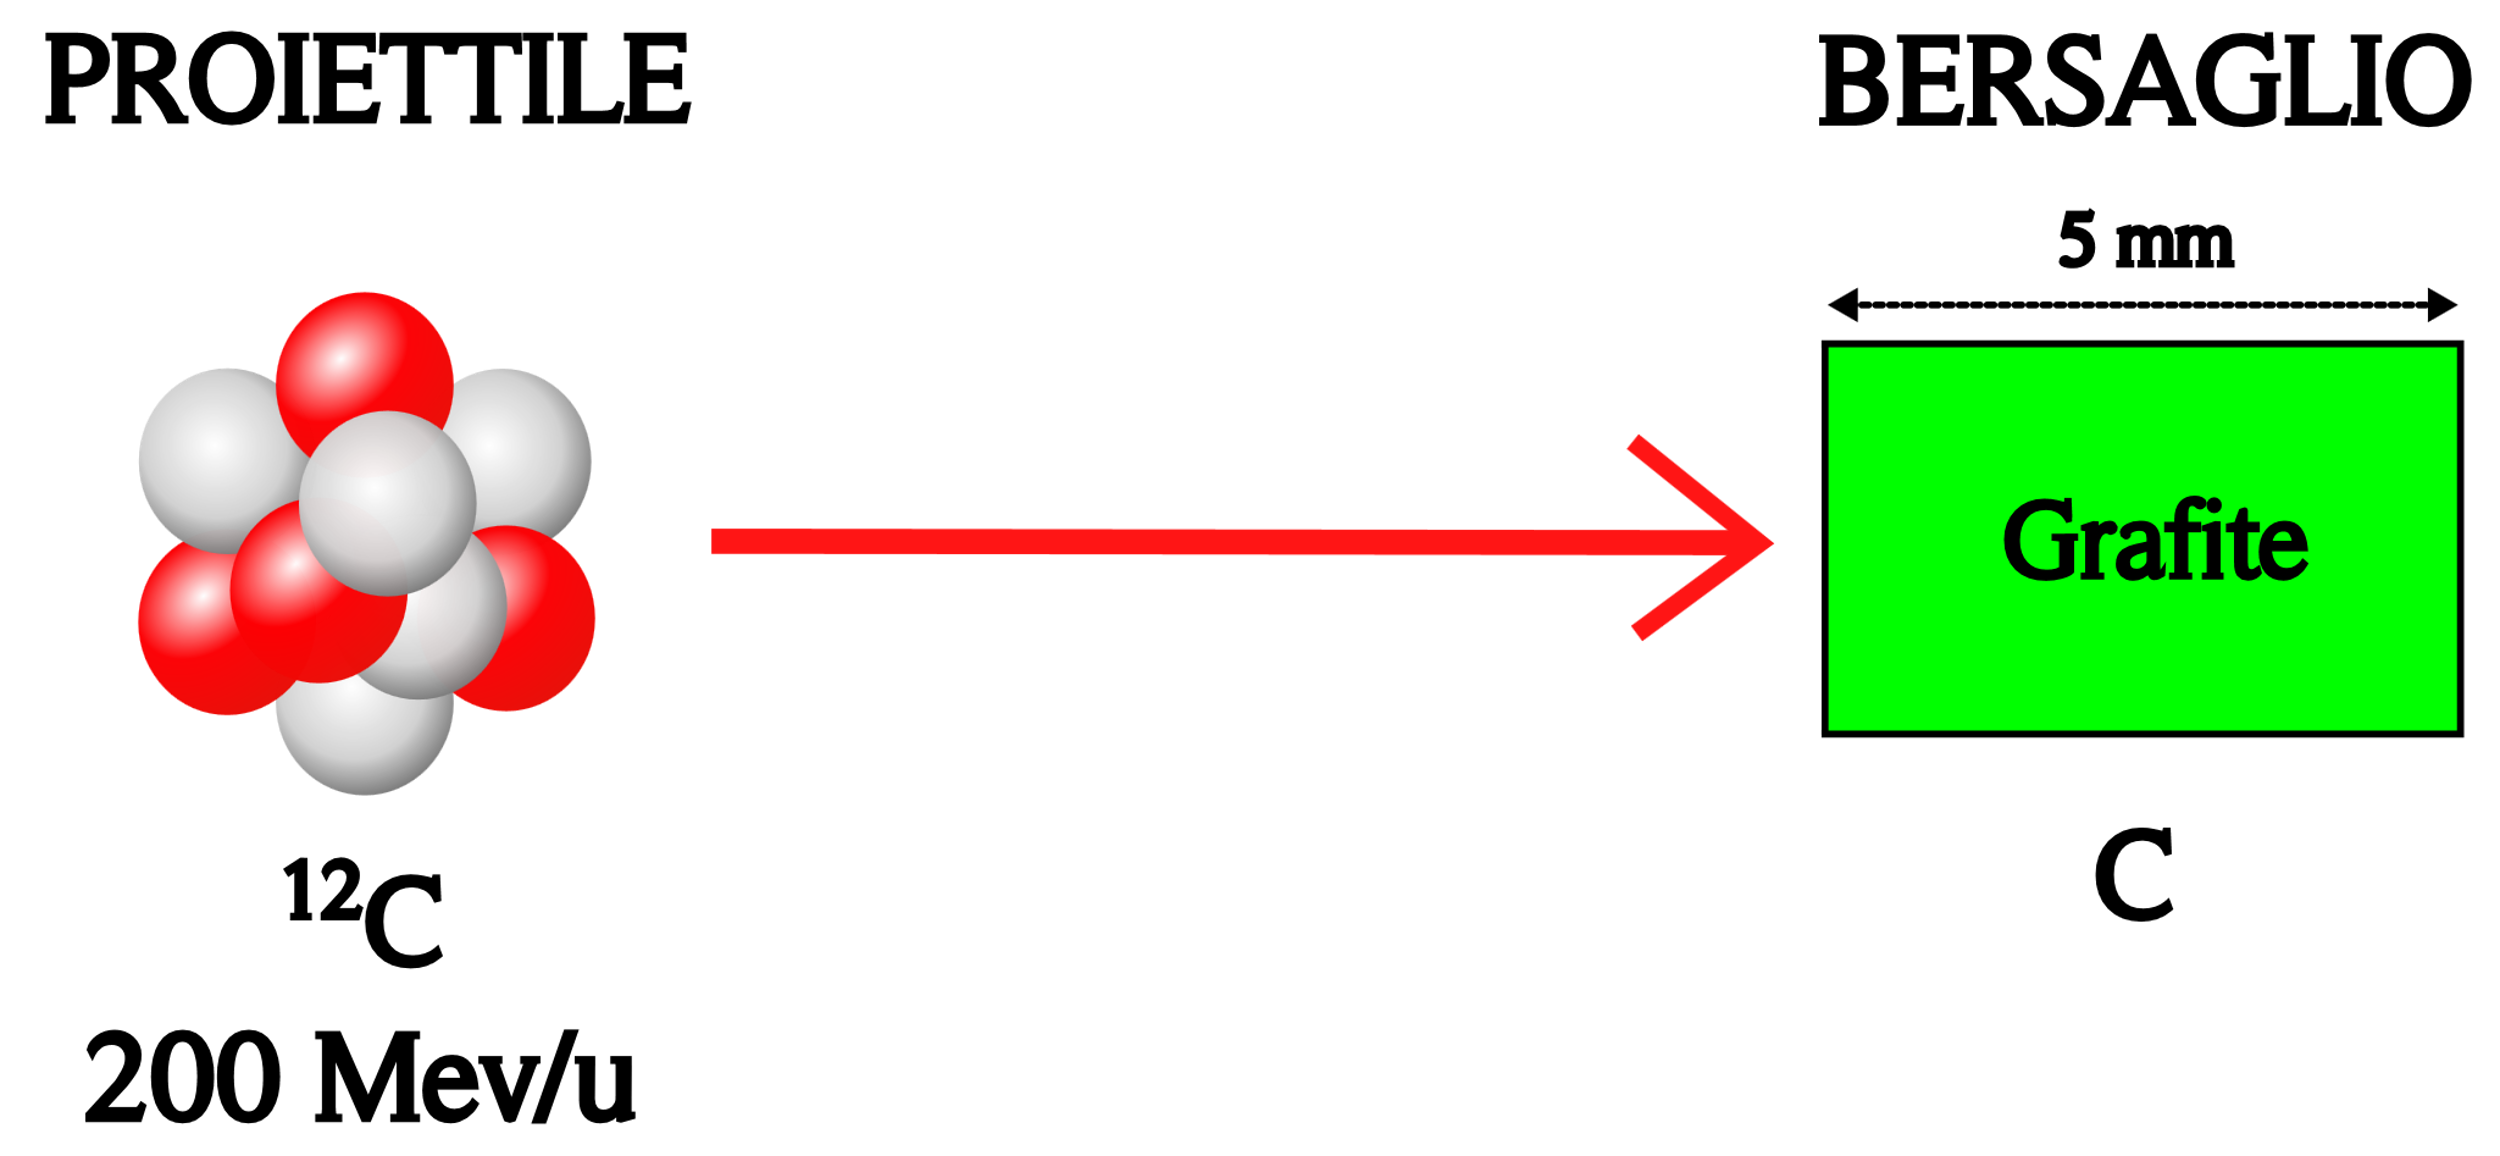 PROIETTILE
BERSAGLIO
5 mm
Grafite
¹²C
C
200 Mev/u